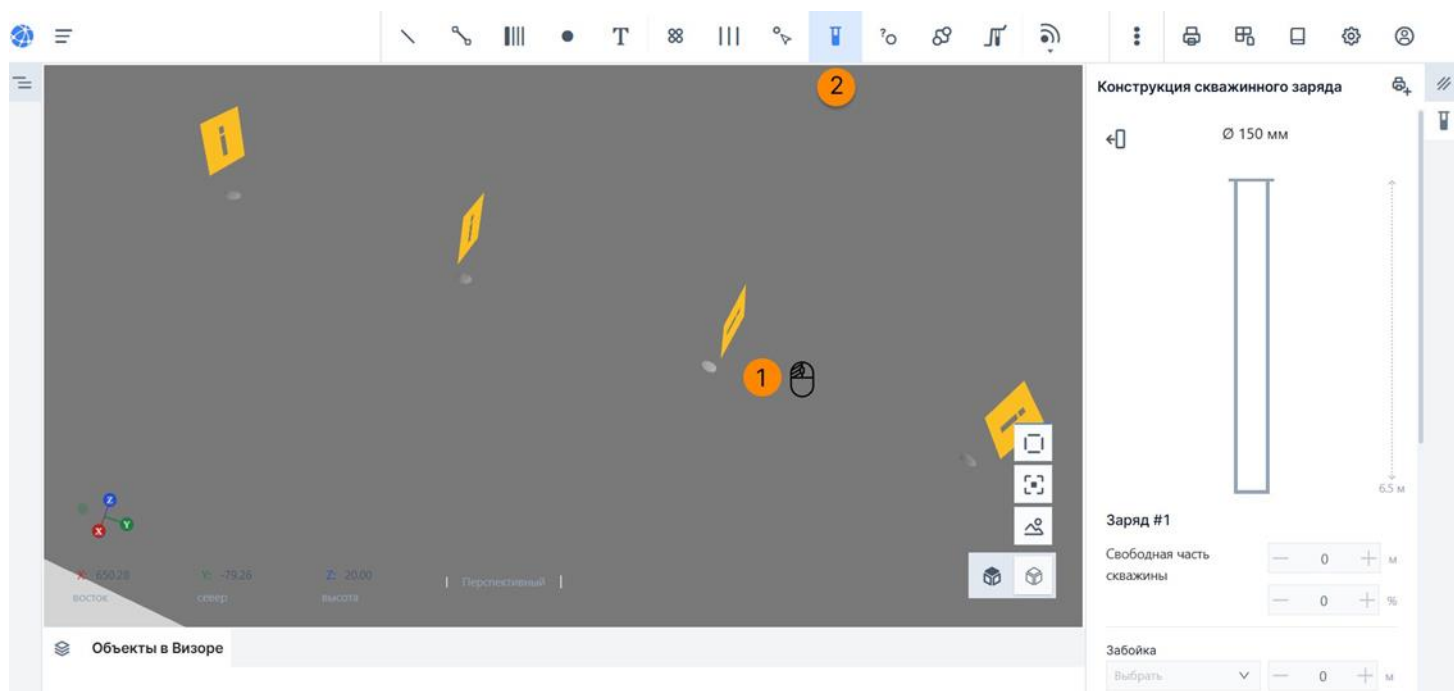 T
?
2
Конструкция скважинного заряда
Ø 150 мм
i
1
6.5 м
Z
X
Y
Заряд #1
Свободная часть
скважины
0 м
0 %
X: 650.28 Y: -79.26 Z: 20.00
восток север высота
Перспективный
Объекты в Визоре
Забойка
Выбрать 0 м